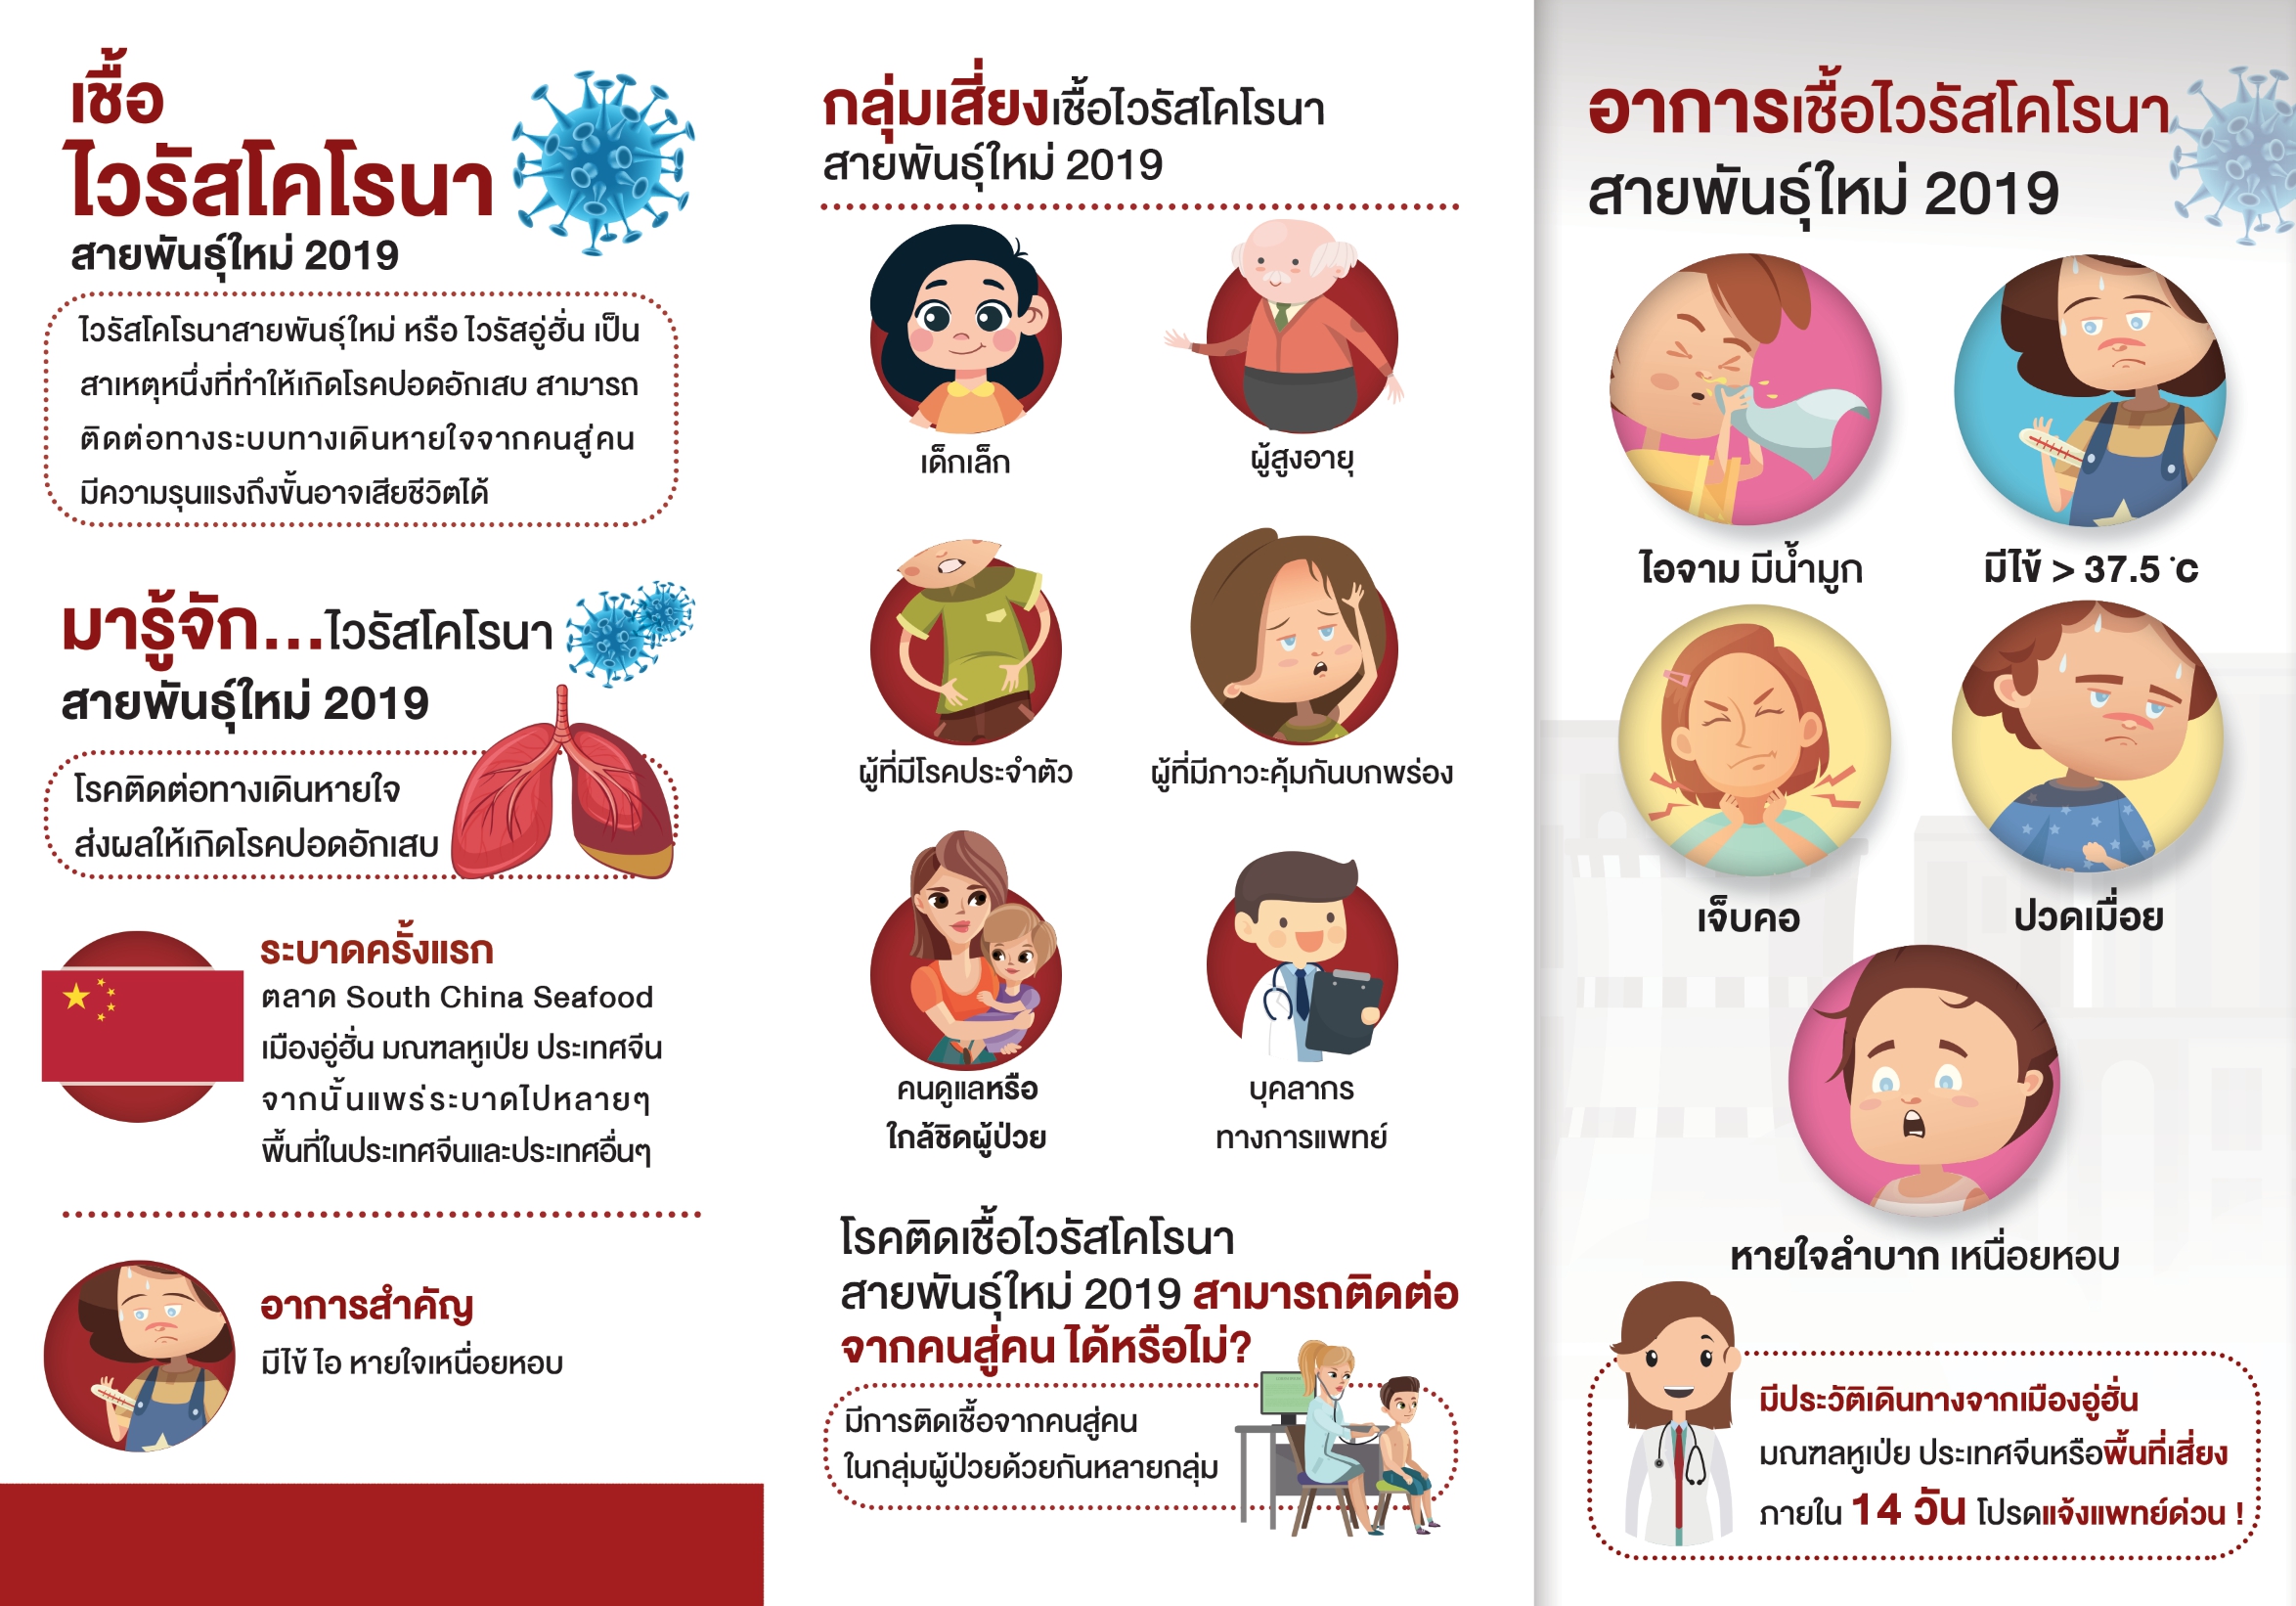 เชื้อ
ไวรัสโคโรนา
สายพันธุ์ใหม่ 2019
ไวรัสโคโรนาสายพันธุ์ใหม่ หรือ ไวรัสอู่ฮั่น เป็น
สาเหตุหนึ่งที่ทำให้เกิดโรคปอดอักเสบ สามารถ
ติดต่อทางระบบทางเดินหายใจจากคนสู่คน
มีความรุนแรงถึงขั้นอาจเสียชีวิตได้
มารู้จัก...ไวรัสโคโรนา
สายพันธุ์ใหม่ 2019
โรคติดต่อทางเดินหายใจ
ส่งผลให้เกิดโรคปอดอักเสบ
ระบาดครั้งแรก
ตลาด South China Seafood
เมืองอู่ฮั่น มณฑลหูเป่ย ประเทศจีน
จากนั้นแพร่ระบาดไปหลายๆ
พื้นที่ในประเทศจีนและประเทศอื่นๆ
อาการสำคัญ
มีไข้ ไอ หายใจเหนื่อยหอบ
กลุ่มเสี่ยงเชื้อไวรัสโคโรนา
สายพันธุ์ใหม่ 2019
เด็กเล็ก
ผู้สูงอายุ
ผู้ที่มีโรคประจำตัว
ผู้ที่มีภาวะคุ้มกันบกพร่อง
คนดูแลหรือ
ใกล้ชิดผู้ป่วย
บุคลากร
ทางการแพทย์
โรคติดเชื้อไวรัสโคโรนา
สายพันธุ์ใหม่ 2019 สามารถติดต่อ
จากคนสู่คน ได้หรือไม่?
มีการติดเชื้อจากคนสู่คน
ในกลุ่มผู้ป่วยด้วยกันหลายกลุ่ม
อาการเชื้อไวรัสโคโรนา
สายพันธุ์ใหม่ 2019
ไอจาม มีน้ำมูก
มีไข้ > 37.5 °C
เจ็บคอ
ปวดเมื่อย
หายใจลำบาก เหนื่อยหอบ
มีประวัติเดินทางจากเมืองอู่ฮั่น
มณฑลหูเป่ย ประเทศจีนหรือพื้นที่เสี่ยง
ภายใน 14 วัน โปรดแจ้งแพทย์ด่วน !